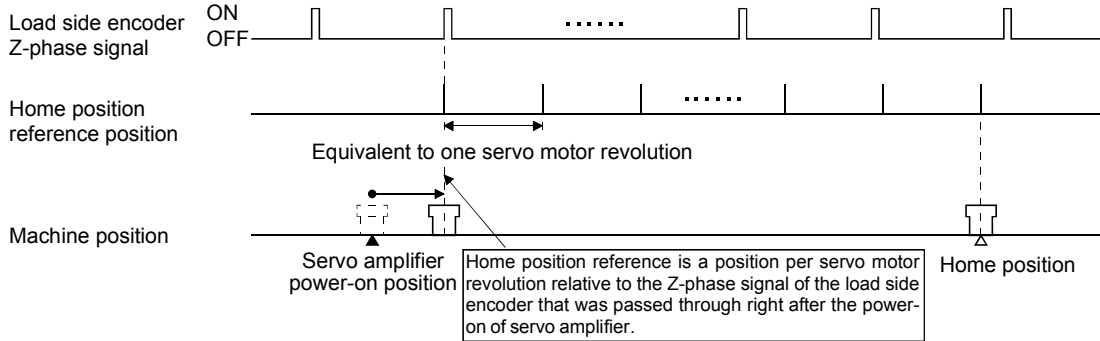 Load side encoder
Z-phase signal
ON
OFF
Home position
reference position
Equivalent to one servo motor revolution
Machine position
Servo amplifier
power-on position
Home position reference is a position per servo motor
revolution relative to the Z-phase signal of the load side
encoder that was passed through right after the power-
on of servo amplifier.
Home position